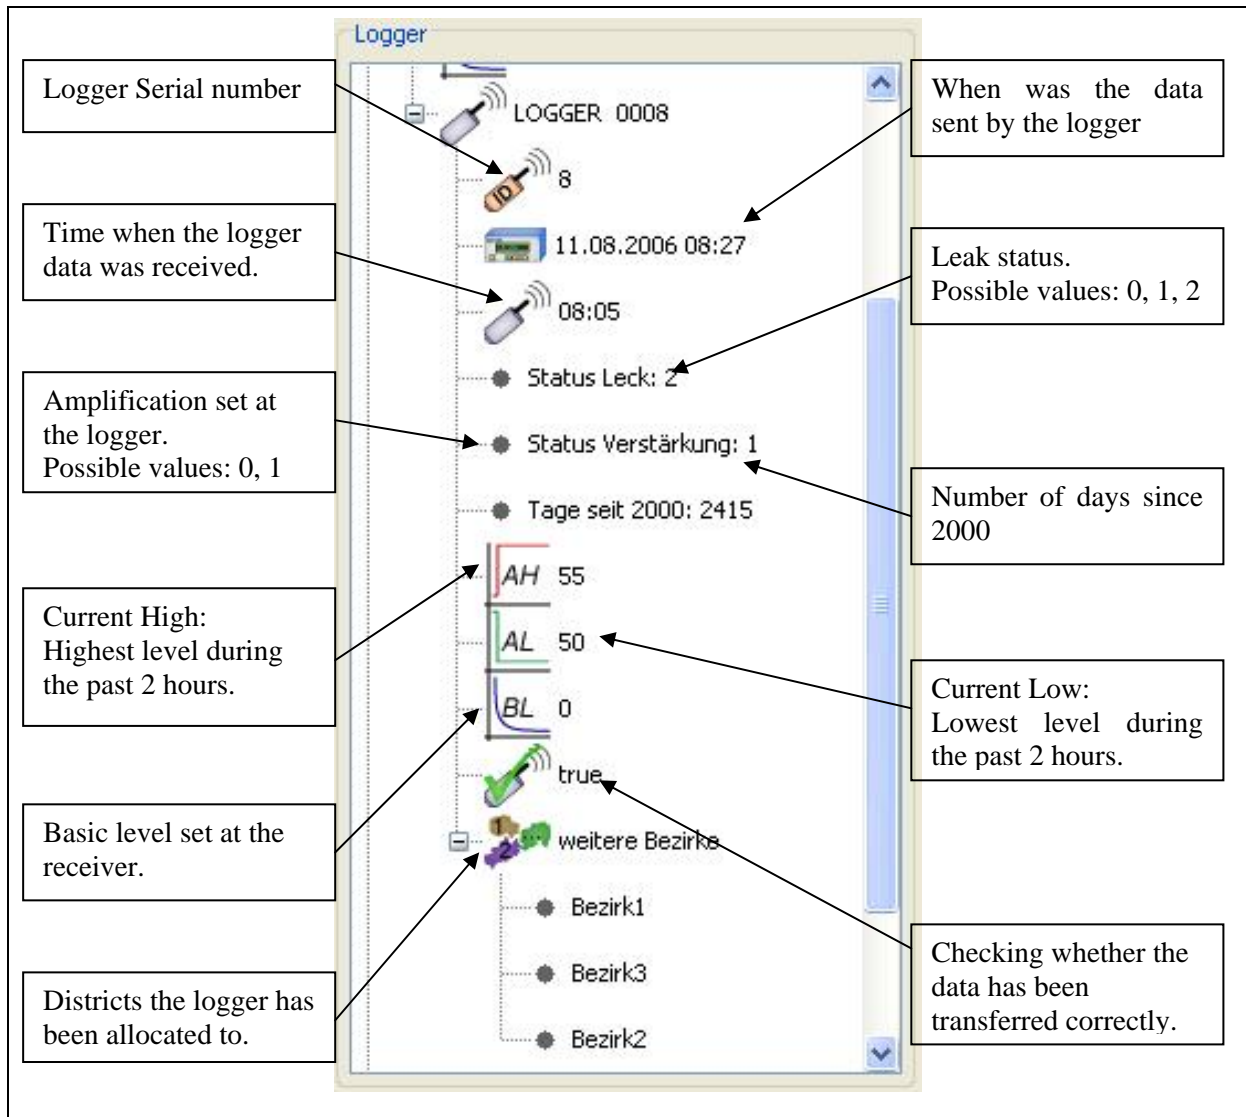 Logger
Logger Serial number
Time when the logger
data was received.
Amplification set at
the logger.
Possible values: 0, 1
Current High:
Highest level during
the past 2 hours.
Basic level set at the
receiver.
Districts the logger has
been allocated to.
LOGGER 0008
ID
8
11.08.2006 08:27
08:05
Status Leck: 2
Status Verstärkung: 1
Tage seit 2000: 2415
AH 55
AL 50
BL 0
true
1
2
weitere Bezirke
Bezirk1
Bezirk3
Bezirk2
When was the data
sent by the logger
Leak status.
Possible values: 0, 1, 2
Number of days since
2000
Current Low:
Lowest level during
the past 2 hours.
Checking whether the
data has been
transferred correctly.